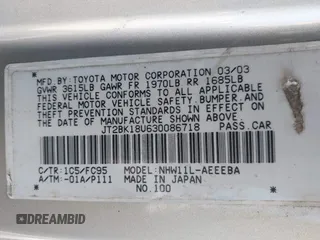 MFD.BY:TOYOTA MOTOR CORPORATION 03/03
GVWR 3615LB GAWR FR 1970LB RR 1685LB
THIS VEHICLE CONFORMS TO ALL APPLICABLE
FEDERAL MOTOR VEHICLE SAFETY, BUMPER, AND
THEFT PREVENTION STANDARDS IN EFFECT ON
THE DATE OF MANUFACTURE SHOWN ABOVE.
JT2BK18U630086718 PASS.CAR
C/TR:1C5/FC95 MODEL:NHW11L-AEEEBA
A/TM:-01A/P111 MADE IN JAPAN
NO.100
DREAMBID